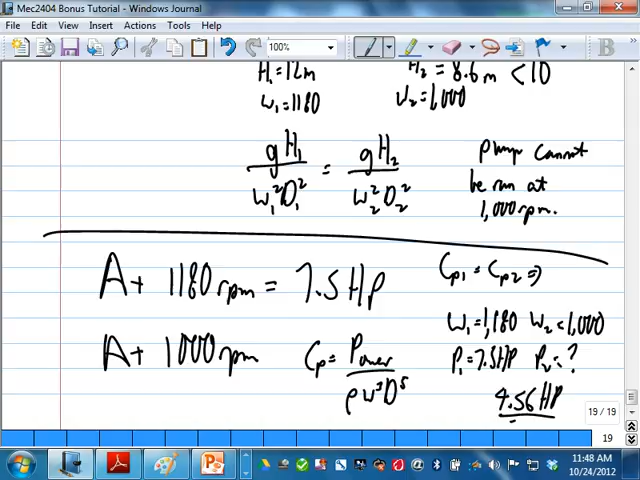 Mec2404 Bonus Tutorial - Windows Journal
File Edit View Insert Actions Tools Help
100%
B
H₁=12m H₂ = 8.6m <10
ω₁=1180 ω₂=1,000
gH₁/ω₁²D₁² = gH₂/ω₂²D₂²
pump cannot
be run at
1,000 rpm.
At 1180 rpm = 7.5 HP
Cp₁ = Cp₂ ⇒
ω₁=1,180 ω₂=1,000
At 1000 rpm Cp = Power/ρω³D⁵
P₁=7.5HP P₂=?
4.56 HP
19 / 19
19
11:48 AM
10/24/2012